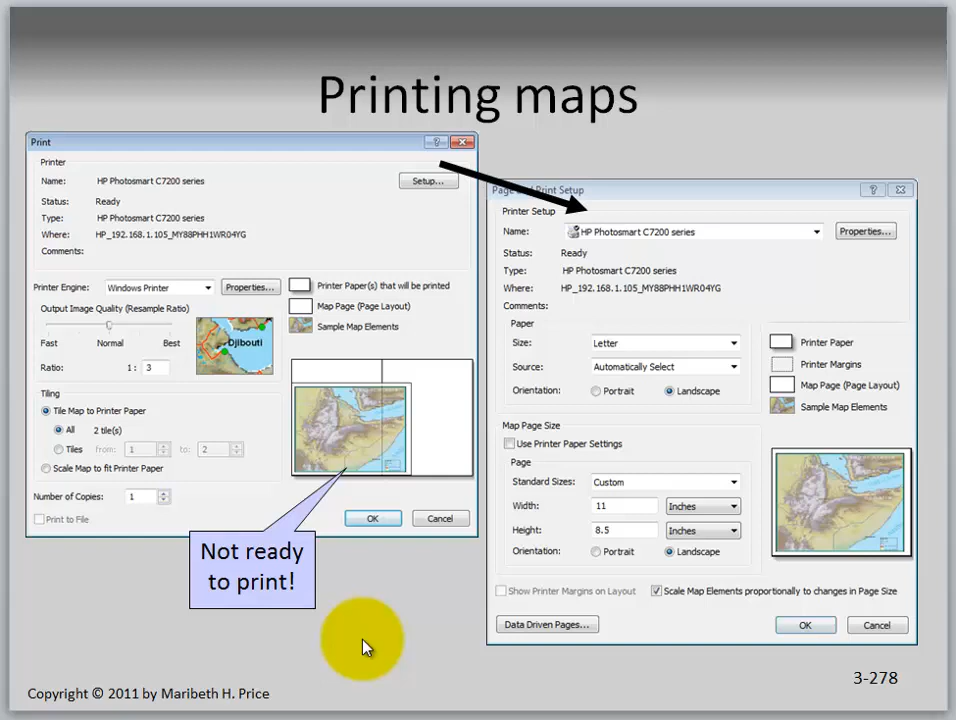 Printing maps
Print
Printer
Name: HP Photosmart C7200 series Setup...
Status: Ready
Type: HP Photosmart C7200 series
Where: HP_192.168.1.105_MY88PHH1WR04YG
Comments:
Printer Engine: Windows Printer Properties...
Printer Paper(s) that will be printed
Map Page (Page Layout)
Sample Map Elements
Output Image Quality (Resample Ratio)
Fast Normal Best
Ratio: 1 : 3
Djibouti
Tiling
Tile Map to Printer Paper
All 2 tile(s)
Tiles from: 1 to: 2
Scale Map to fit Printer Paper
Number of Copies: 1
Print to File
OK Cancel
Not ready
to print!
Page and Print Setup
Printer Setup
Name: HP Photosmart C7200 series Properties...
Status: Ready
Type: HP Photosmart C7200 series
Where: HP_192.168.1.105_MY88PHH1WR04YG
Comments:
Paper
Size: Letter
Source: Automatically Select
Orientation: Portrait Landscape
Printer Paper
Printer Margins
Map Page (Page Layout)
Sample Map Elements
Map Page Size
Use Printer Paper Settings
Page
Standard Sizes: Custom
Width: 11 Inches
Height: 8.5 Inches
Orientation: Portrait Landscape
Show Printer Margins on Layout
Scale Map Elements proportionally to changes in Page Size
Data Driven Pages... OK Cancel
3-278
Copyright © 2011 by Maribeth H. Price